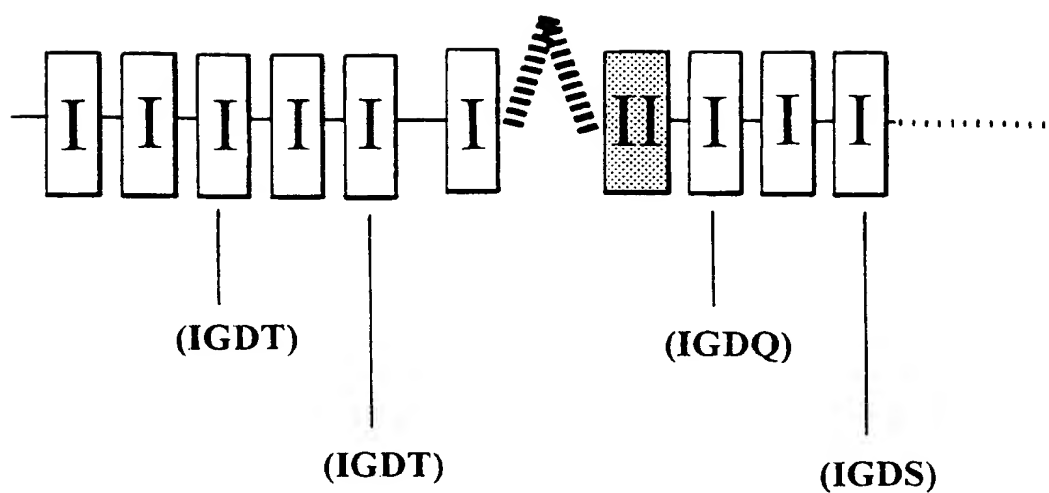 I I I I I I II I I I
(IGDT)
(IGDQ)
(IGDT)
(IGDS)